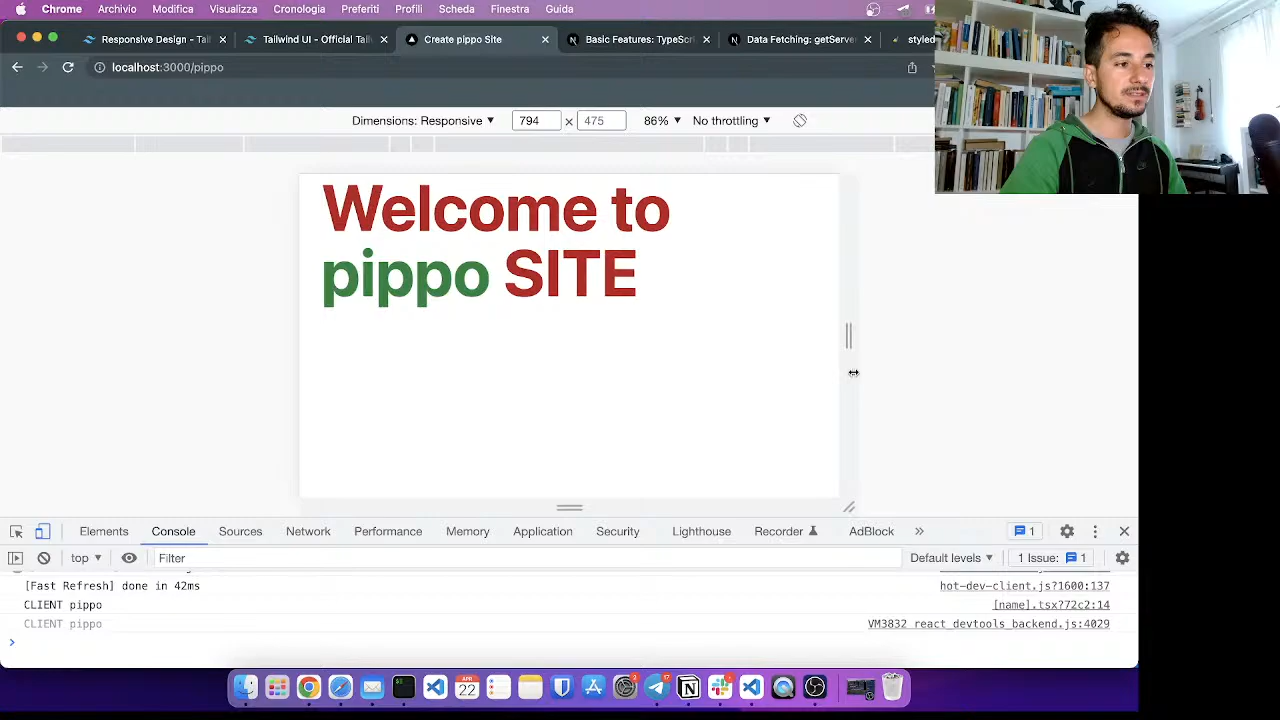 Chrome Archivio Modifica Visualizza Cronologia Preferiti Profili Scheda Finestra Guida
Responsive Design - Tail
Tailwind UI - Official Tail
Create pippo Site
Basic Features: TypeScri
Data Fetching: getServer
styled
localhost:3000/pippo
Dimensions: Responsive 794 × 475 86% No throttling
Welcome to
pippo SITE
Elements Console Sources Network Performance Memory Application Security Lighthouse Recorder AdBlock » 1
top Filter Default levels 1 Issue: 1
[Fast Refresh] done in 42ms hot-dev-client.js?1600:137
CLIENT pippo [name].tsx?72c2:14
CLIENT pippo VM3832 react_devtools_backend.js:4029
APR
22